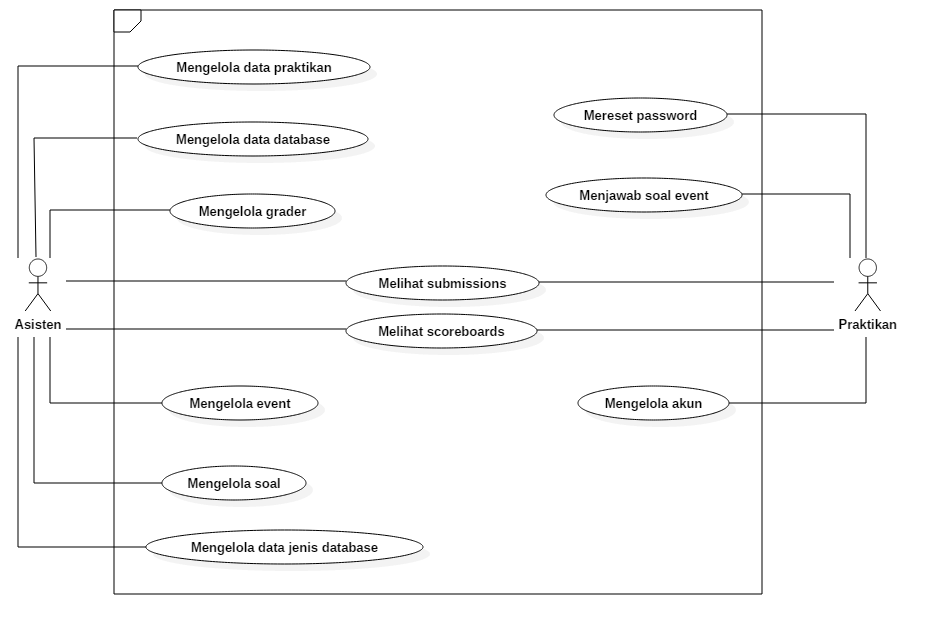 Mengelola data praktikan
Mereset password
Mengelola data database
Menjawab soal event
Mengelola grader
Melihat submissions
Asisten
Melihat scoreboards
Praktikan
Mengelola event
Mengelola akun
Mengelola soal
Mengelola data jenis database